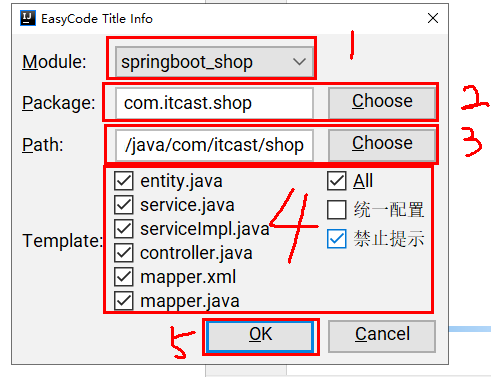 EasyCode Title Info
1
Module: springboot_shop
Package: com.itcast.shop Choose 2
Path: /java/com/itcast/shop Choose 3
Template:
entity.java All
service.java 统一配置
serviceImpl.java 禁止提示
controller.java
mapper.xml
mapper.java
4
5 OK Cancel